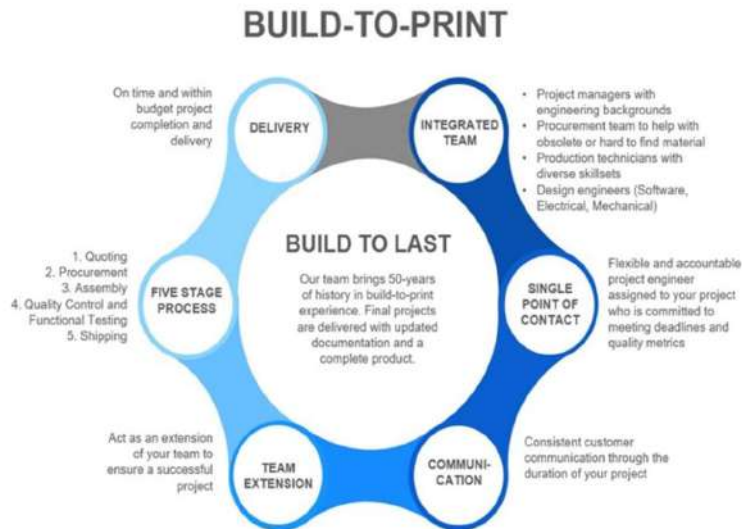 BUILD-TO-PRINT
On time and within
budget project
completion and
delivery
DELIVERY
INTEGRATED
TEAM
• Project managers with
engineering backgrounds
• Procurement team to help with
obsolete or hard to find material
• Production technicians with
diverse skillsets
• Design engineers (Software,
Electrical, Mechanical)
1. Quoting
2. Procurement
3. Assembly
4. Quality Control and
Functional Testing
5. Shipping
FIVE STAGE
PROCESS
BUILD TO LAST
Our team brings 50-years
of history in build-to-print
experience. Final projects
are delivered with updated
documentation and a
complete product.
SINGLE
POINT OF
CONTACT
Flexible and accountable
project engineer
assigned to your project
who is committed to
meeting deadlines and
quality metrics
Act as an extension
of your team to
ensure a successful
project
TEAM
EXTENSION
COMMUNI-
CATION
Consistent customer
communication through the
duration of your project